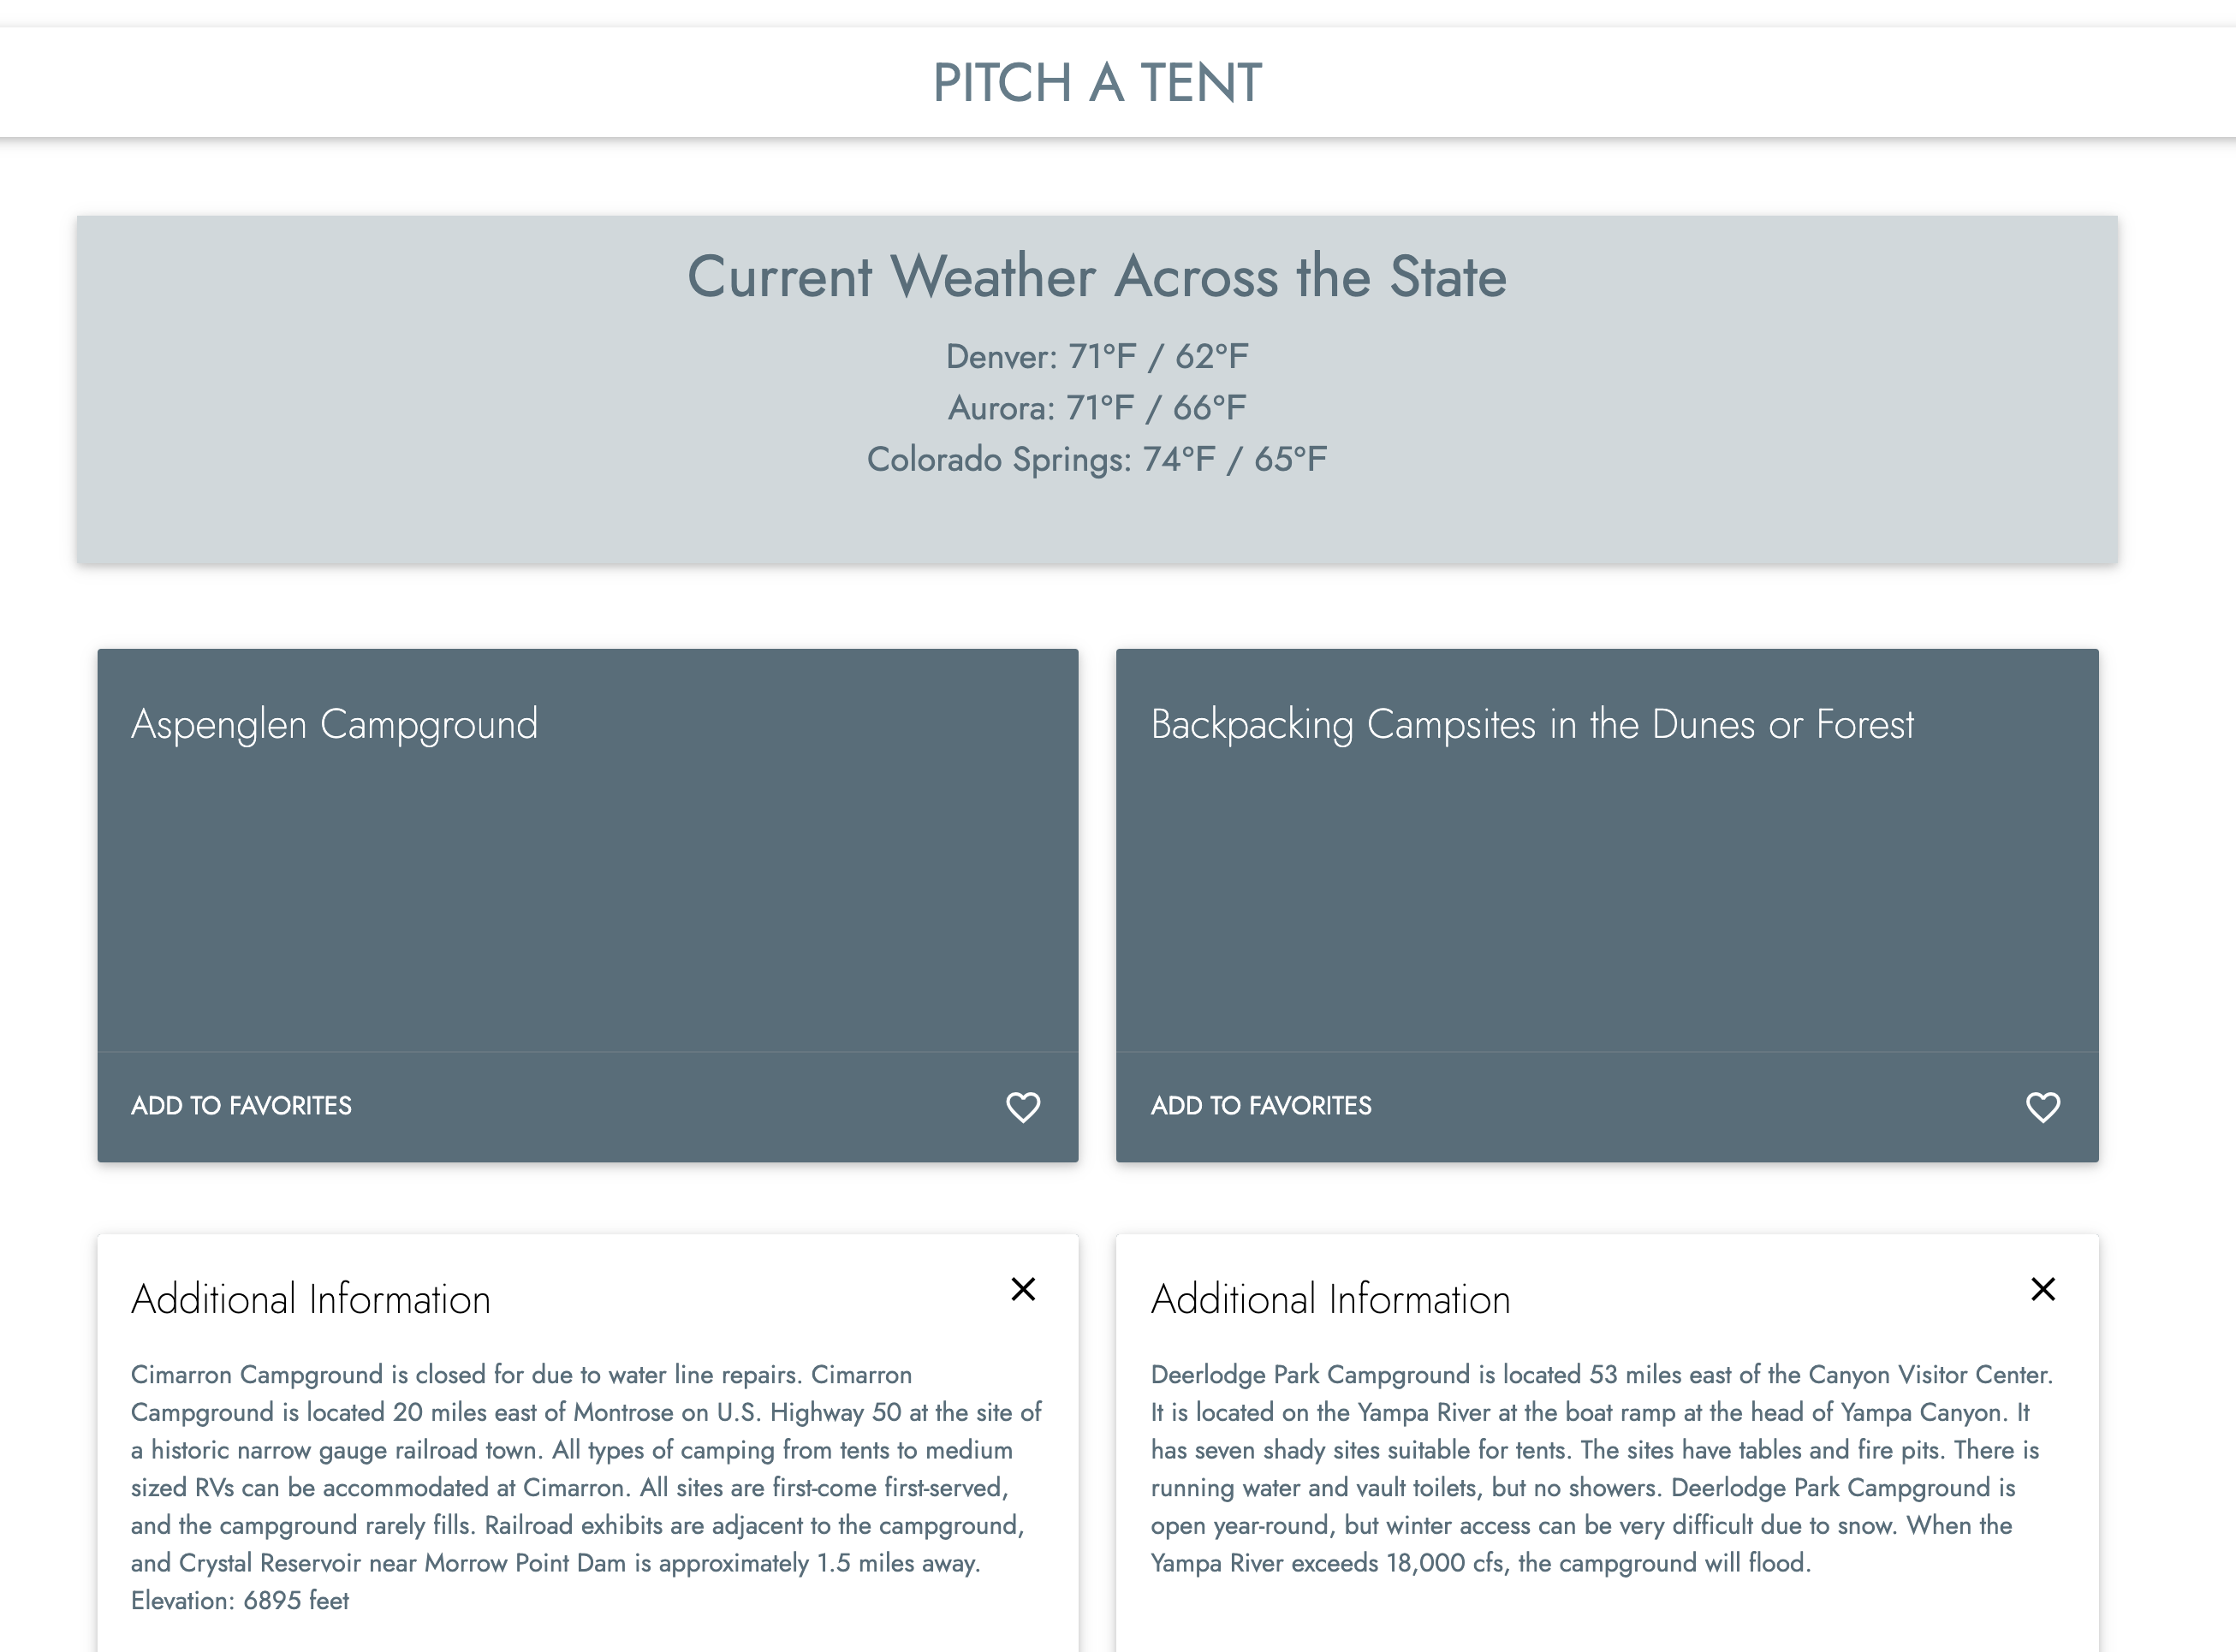 PITCH A TENT
Current Weather Across the State
Denver: 71°F / 62°F
Aurora: 71°F / 66°F
Colorado Springs: 74°F / 65°F
Aspenglen Campground
ADD TO FAVORITES
Backpacking Campsites in the Dunes or Forest
ADD TO FAVORITES
Additional Information
Cimarron Campground is closed for due to water line repairs. Cimarron
Campground is located 20 miles east of Montrose on U.S. Highway 50 at the site of
a historic narrow gauge railroad town. All types of camping from tents to medium
sized RVs can be accommodated at Cimarron. All sites are first-come first-served,
and the campground rarely fills. Railroad exhibits are adjacent to the campground,
and Crystal Reservoir near Morrow Point Dam is approximately 1.5 miles away.
Elevation: 6895 feet
Additional Information
Deerlodge Park Campground is located 53 miles east of the Canyon Visitor Center.
It is located on the Yampa River at the boat ramp at the head of Yampa Canyon. It
has seven shady sites suitable for tents. The sites have tables and fire pits. There is
running water and vault toilets, but no showers. Deerlodge Park Campground is
open year-round, but winter access can be very difficult due to snow. When the
Yampa River exceeds 18,000 cfs, the campground will flood.